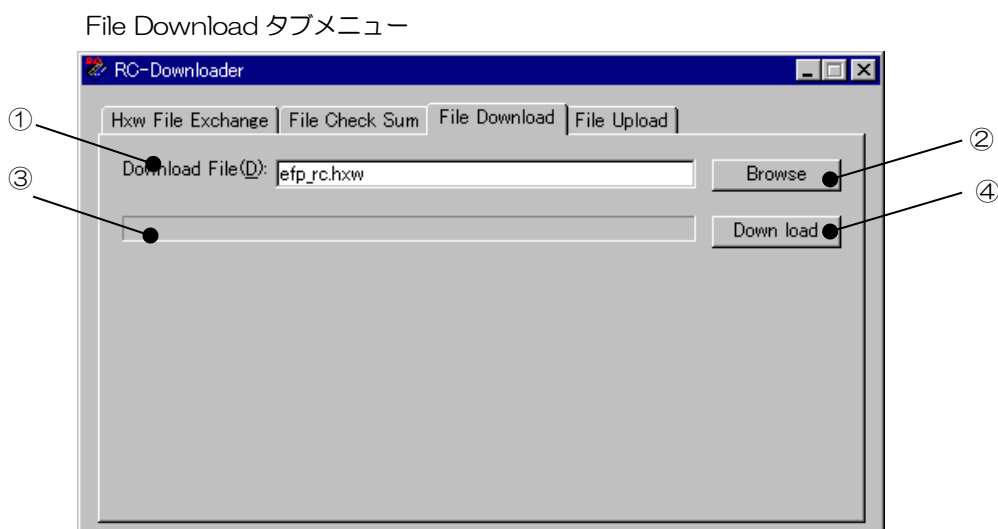 File Download タブメニュー
RC-Downloader
Hxw File Exchange File Check Sum File Download File Upload
① Download File(D): efp_rc.hxw Browse ②
③ Down load ④